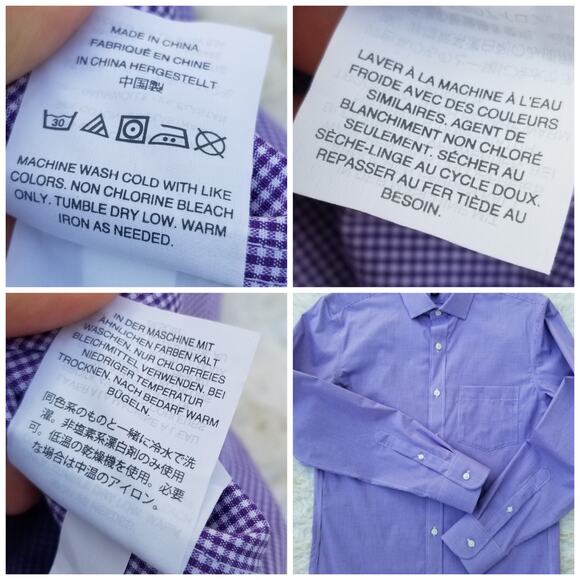 MADE IN CHINA
FABRIQUÉ EN CHINE
IN CHINA HERGESTELLT
中国製
30
MACHINE WASH COLD WITH LIKE
COLORS. NON CHLORINE BLEACH
ONLY. TUMBLE DRY LOW. WARM
IRON AS NEEDED.
LAVER À LA MACHINE À L'EAU
FROIDE AVEC DES COULEURS
SIMILAIRES. AGENT DE
BLANCHIMENT NON CHLORÉ
SEULEMENT. SÉCHER AU
SÈCHE-LINGE AU CYCLE DOUX.
REPASSER AU FER TIÈDE AU
BESOIN.
IN DER MASCHINE MIT
ÄHNLICHEN FARBEN KALT
WASCHEN. NUR CHLORFREIES
BLEICHMITTEL VERWENDEN. BEI
NIEDRIGER TEMPERATUR
TROCKNEN. NACH BEDARF WARM
BÜGELN.
同色系のものと一緒に冷水で洗
濯。非塩素系漂白剤のみ使用
可。低温の乾燥機を使用。必要
な場合は中温のアイロン。